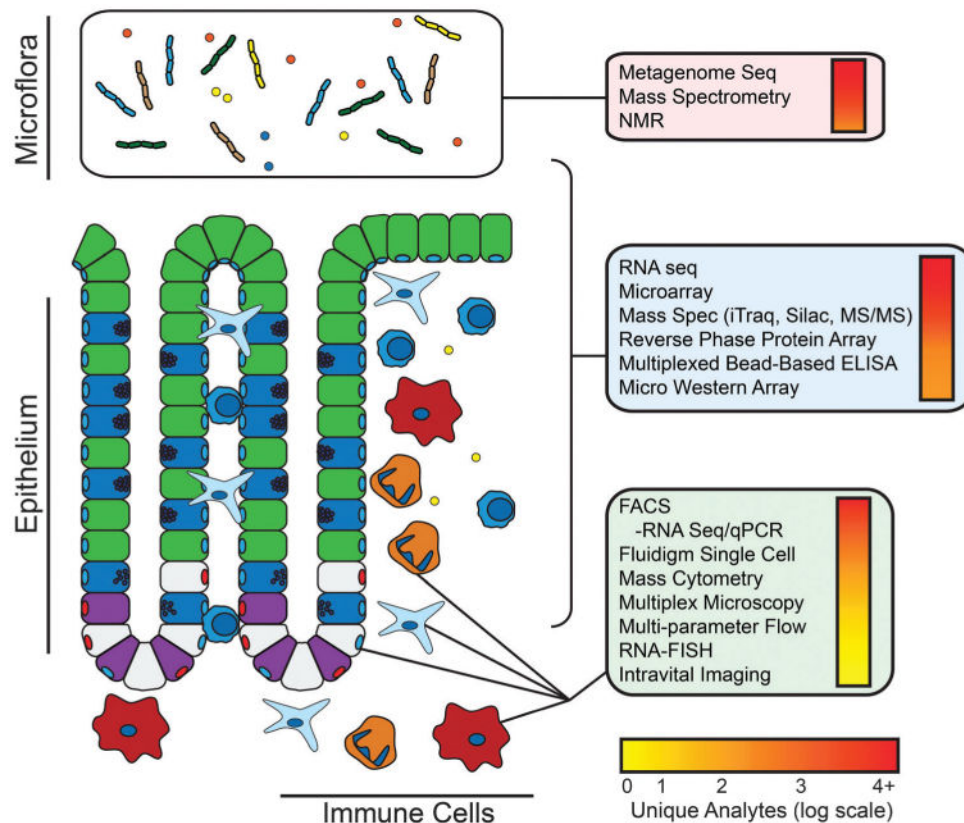 Microflora
Metagenome Seq
Mass Spectrometry
NMR
Epithelium
RNA seq
Microarray
Mass Spec (iTraq, Silac, MS/MS)
Reverse Phase Protein Array
Multiplexed Bead-Based ELISA
Micro Western Array
FACS
-RNA Seq/qPCR
Fluidigm Single Cell
Mass Cytometry
Multiplex Microscopy
Multi-parameter Flow
RNA-FISH
Intravital Imaging
0 1 2 3 4+
Unique Analytes (log scale)
Immune Cells